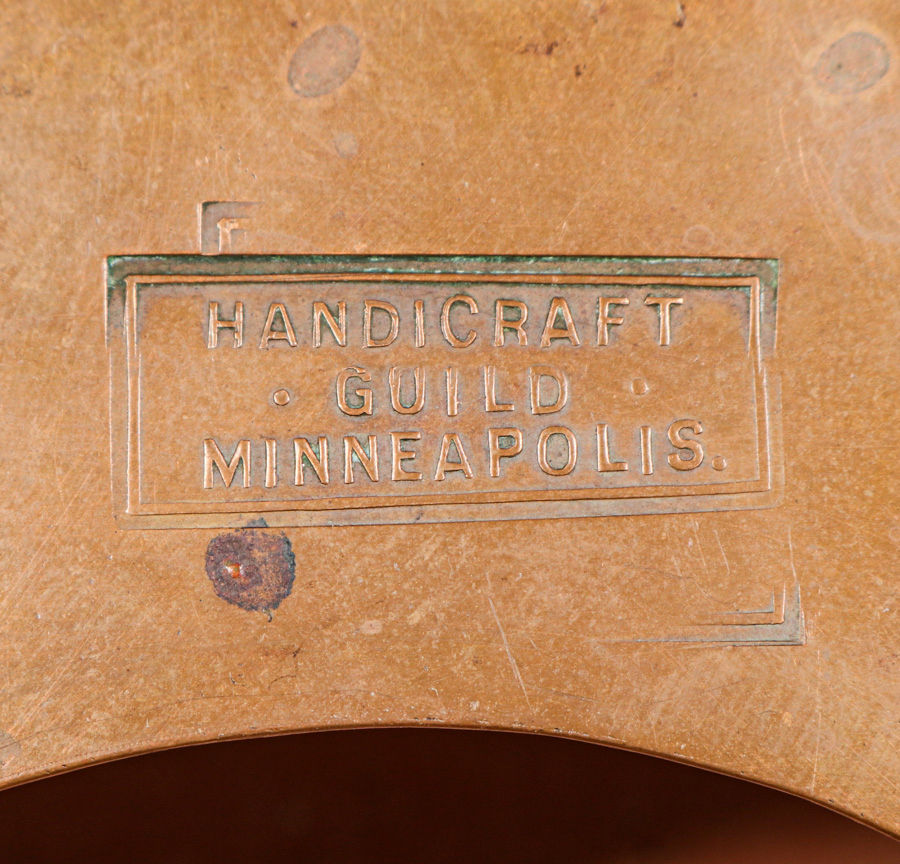 HANDICRAFT
· GUILD ·
MINNEAPOLIS.